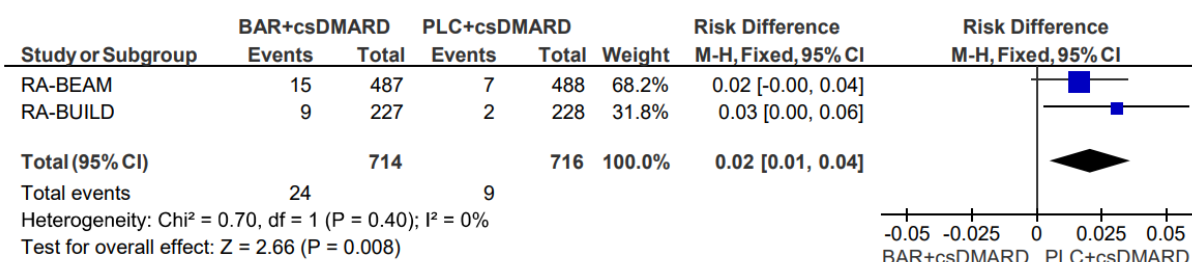 BAR+csDMARD PLC+csDMARD Risk Difference Risk Difference
Study or Subgroup Events Total Events Total Weight M-H, Fixed, 95% CI M-H, Fixed, 95% CI
RA-BEAM 15 487 7 488 68.2% 0.02 [-0.00, 0.04]
RA-BUILD 9 227 2 228 31.8% 0.03 [0.00, 0.06]
Total (95% CI) 714 716 100.0% 0.02 [0.01, 0.04]
Total events 24 9
Heterogeneity: Chi² = 0.70, df = 1 (P = 0.40); I² = 0%
Test for overall effect: Z = 2.66 (P = 0.008)
-0.05 -0.025 0 0.025 0.05
BAR+csDMARD PLC+csDMARD